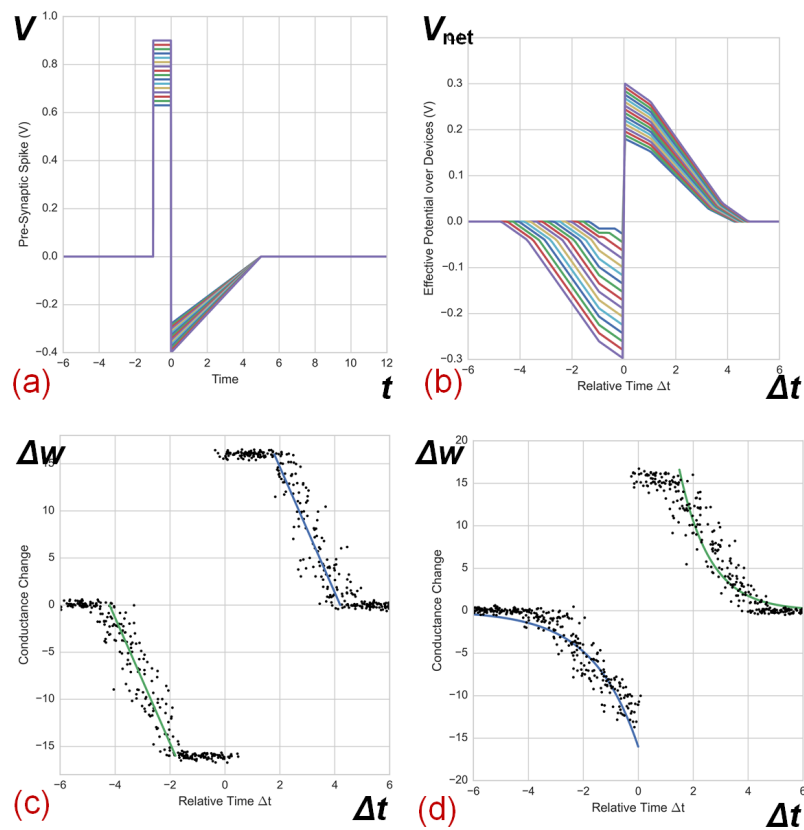 V
1.0
0.8
0.6
0.4
0.2
0.0
−0.2
−0.4
Pre-Synaptic Spike (V)
−6 −4 −2 0 2 4 6 8 10 12
Time
t
(a)
V net
0.3
0.2
0.1
0.0
−0.1
−0.2
−0.3
Effective Potential over Devices (V)
−6 −4 −2 0 2 4 6
Relative Time Δt
Δt
(b)
Δw
15
10
5
0
−5
−10
−15
Conductance Change
−6 −4 −2 0 2 4 6
Relative Time Δt
Δt
(c)
Δw
20
15
10
5
0
−5
−10
−15
−20
Conductance Change
−6 −4 −2 0 2 4 6
Relative Time Δt
Δt
(d)